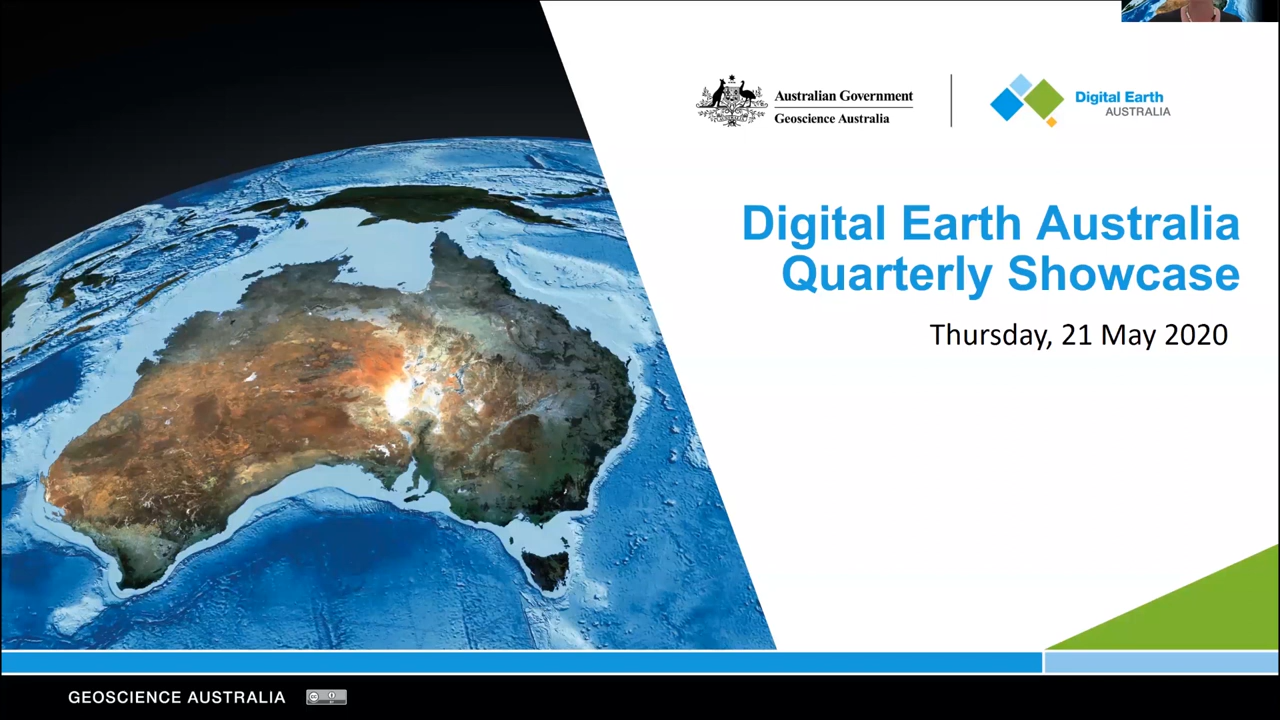 Australian Government
Geoscience Australia
Digital Earth
AUSTRALIA
Digital Earth Australia
Quarterly Showcase
Thursday, 21 May 2020
GEOSCIENCE AUSTRALIA